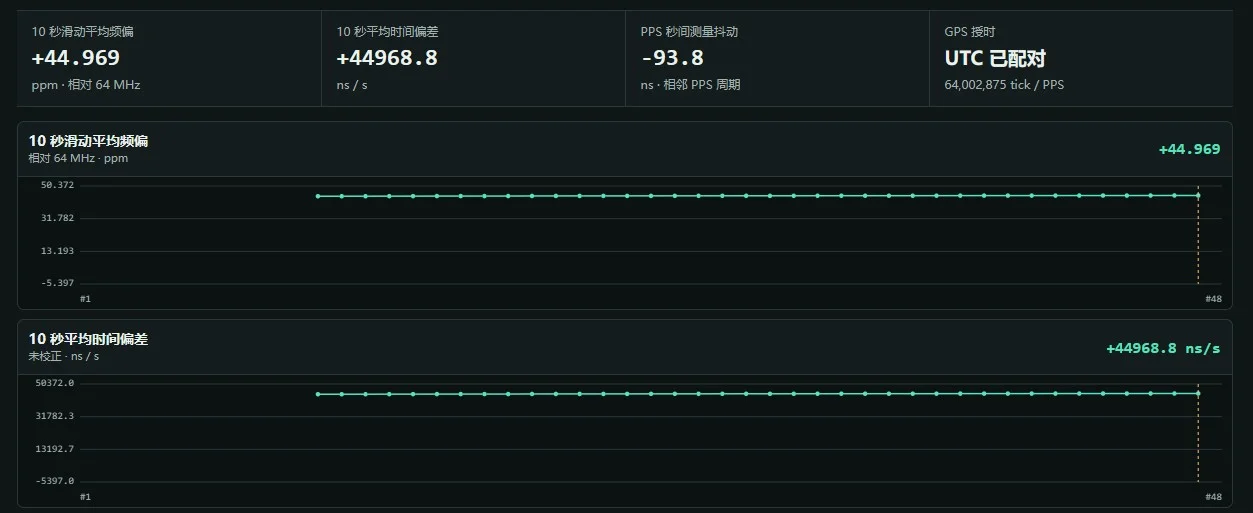 10 秒滑动平均频偏
+44.969
ppm · 相对 64 MHz
10 秒平均时间偏差
+44968.8
ns / s
PPS 秒间测量抖动
-93.8
ns · 相邻 PPS 周期
GPS 授时
UTC 已配对
64,002,875 tick / PPS
10 秒滑动平均频偏
相对 64 MHz · ppm
+44.969
50.372
31.782
13.193
-5.397
#1
#48
10 秒平均时间偏差
未校正 · ns / s
+44968.8 ns/s
50372.0
31782.3
13192.7
-5397.0
#1
#48